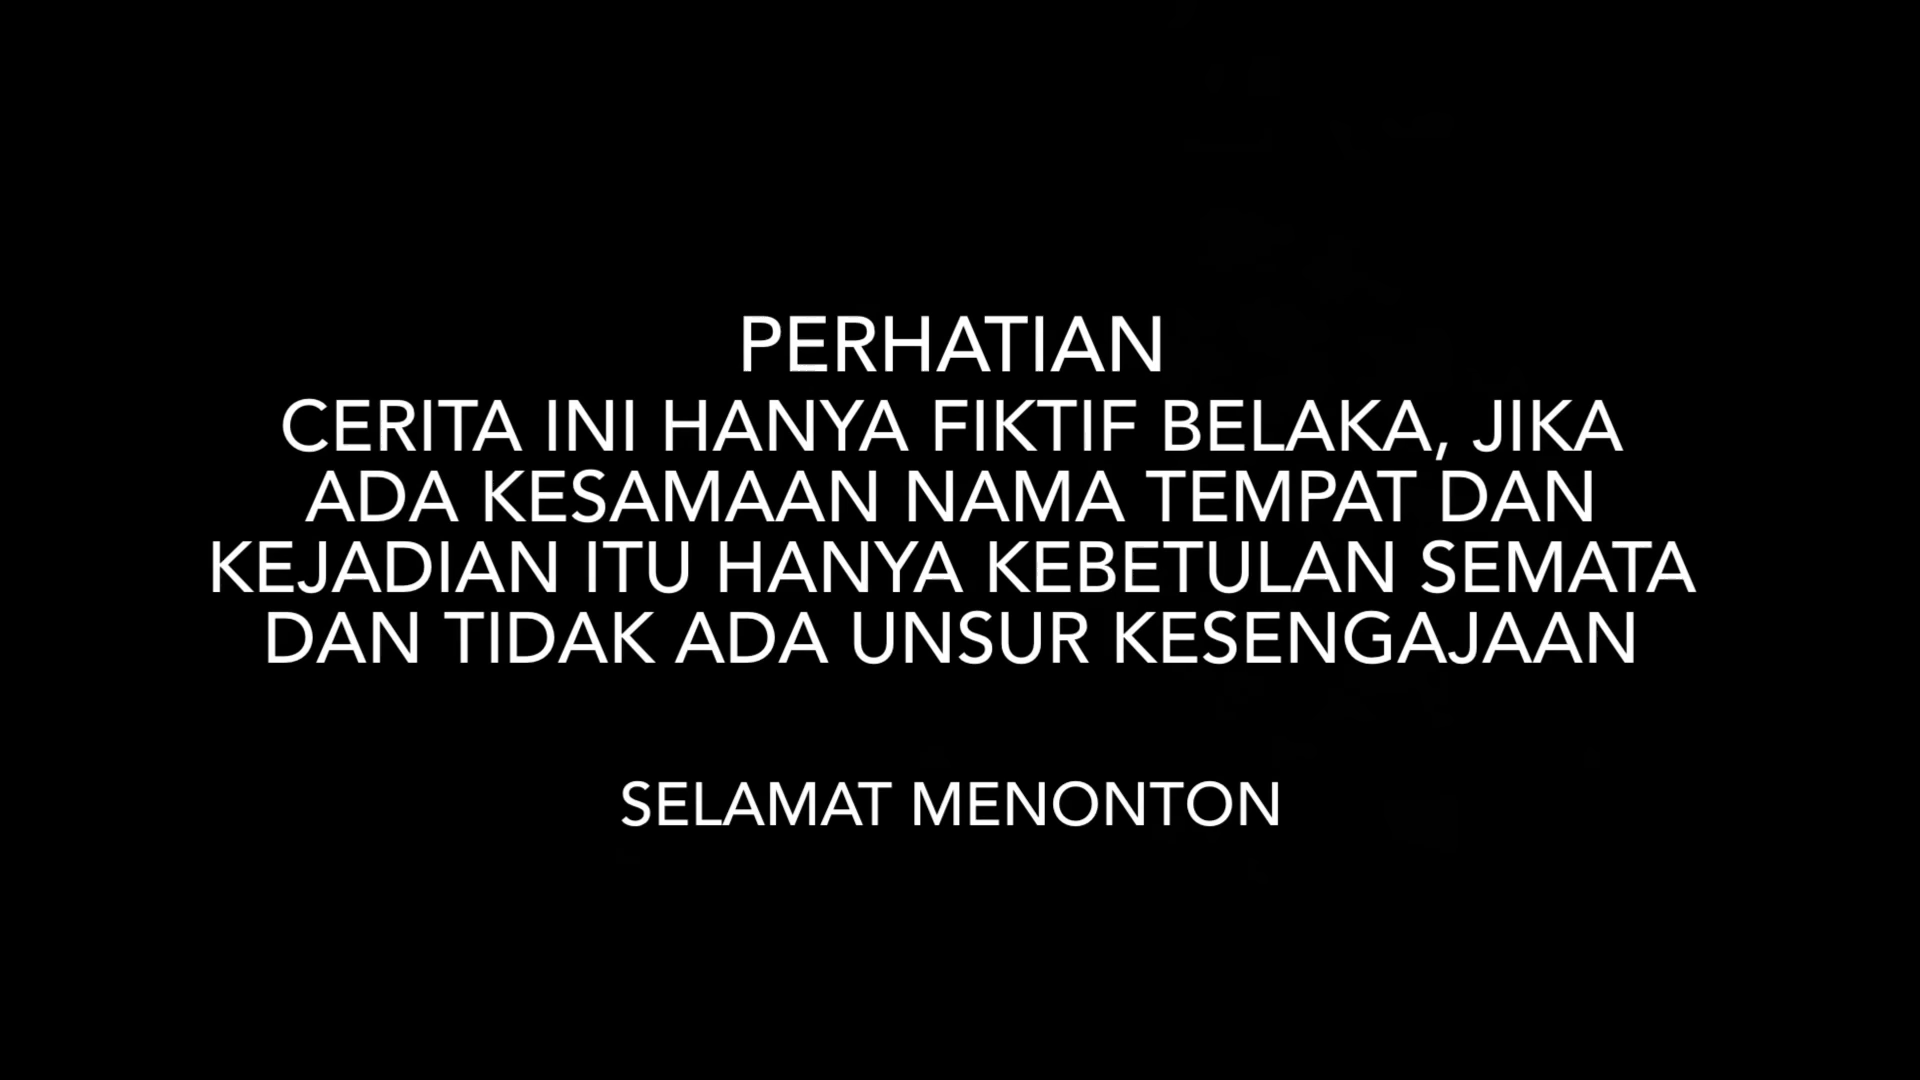 PERHATIAN
CERITA INI HANYA FIKTIF BELAKA, JIKA
ADA KESAMAAN NAMA TEMPAT DAN
KEJADIAN ITU HANYA KEBETULAN SEMATA
DAN TIDAK ADA UNSUR KESENGAJAAN
SELAMAT MENONTON